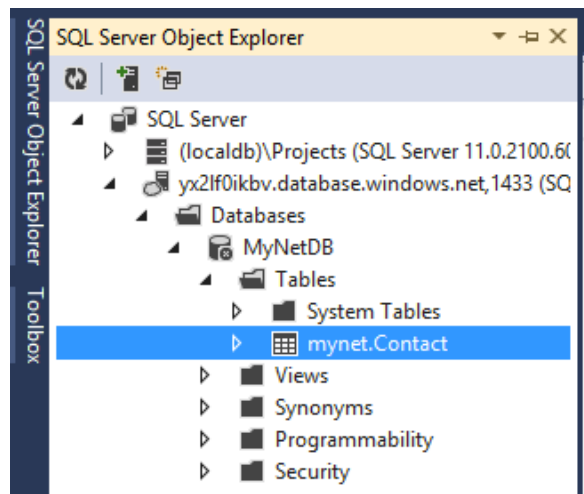 SQL Server Object Explorer
Toolbox
SQL Server Object Explorer
SQL Server
(localdb)\Projects (SQL Server 11.0.2100.6(
yx2lf0ikbv.database.windows.net,1433 (SQ
Databases
MyNetDB
Tables
System Tables
mynet.Contact
Views
Synonyms
Programmability
Security